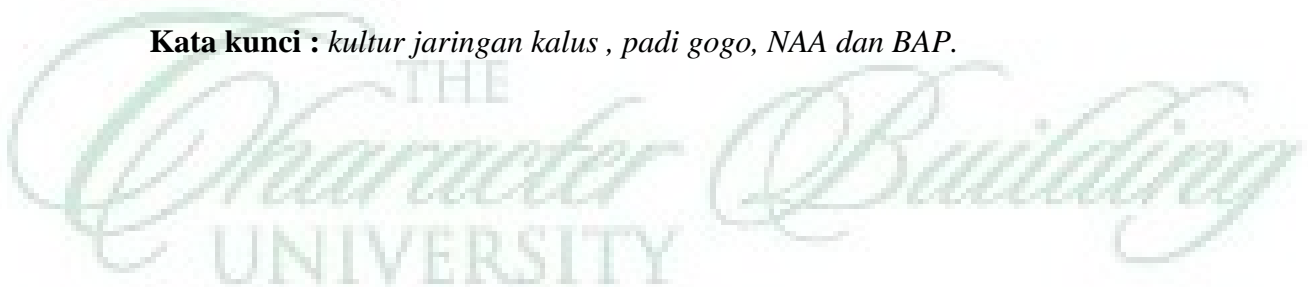 Kata kunci : kultur jaringan kalus , padi gogo, NAA dan BAP.
THE
Character Building
UNIVERSITY